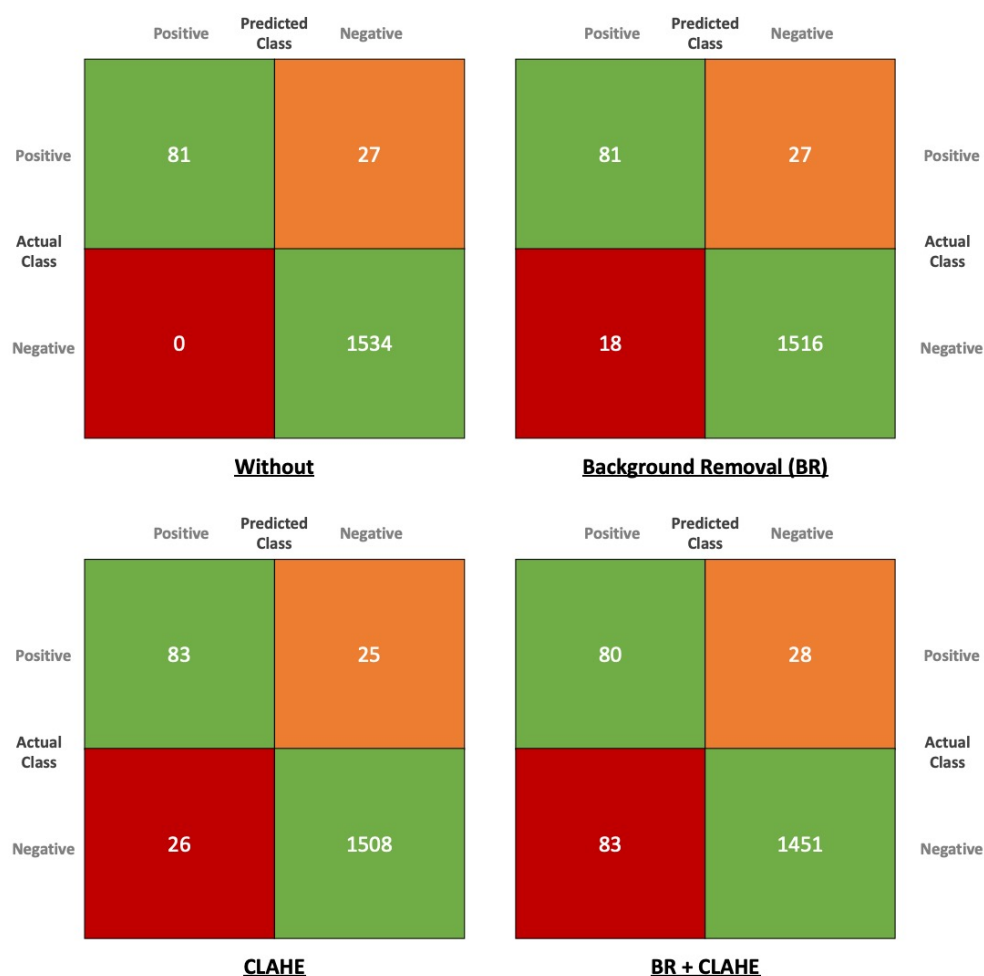 Positive Predicted Class Negative
Positive 81 27
Actual Class
Negative 0 1534
Without
Positive Predicted Class Negative
81 27 Positive
Actual Class
18 1516 Negative
Background Removal (BR)
Positive Predicted Class Negative
Positive 83 25
Actual Class
Negative 26 1508
CLAHE
Positive Predicted Class Negative
80 28 Positive
Actual Class
83 1451 Negative
BR + CLAHE